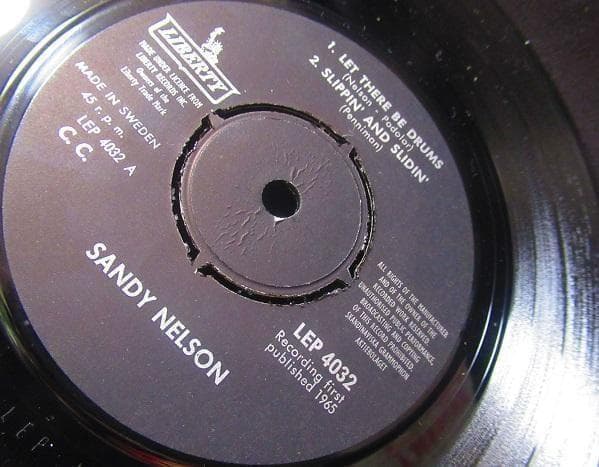 LIBERTY
MADE UNDER LICENCE FROM
LIBERTY RECORDS INC.
Owners of the
Liberty Trade Mark
MADE IN SWEDEN
45 r. p. m.
LEP 4032 A
C. C.
1. LET THERE BE DRUMS
(Nelson - Podolor)
2. SLIPPIN' AND SLIDIN'
(Penniman)
SANDY NELSON
LEP 4032
Recording first
published 1965
ALL RIGHTS OF THE MANUFACTURER
AND OF THE OWNER OF THE
RECORDED WORK RESERVED.
UNAUTHORISED PUBLIC PERFORMANCE,
BROADCASTING AND COPYING
OF THIS RECORD PROHIBITED.
SKANDINAVISKA GRAMMOPHON
AKTIEBOLAGET
LEP